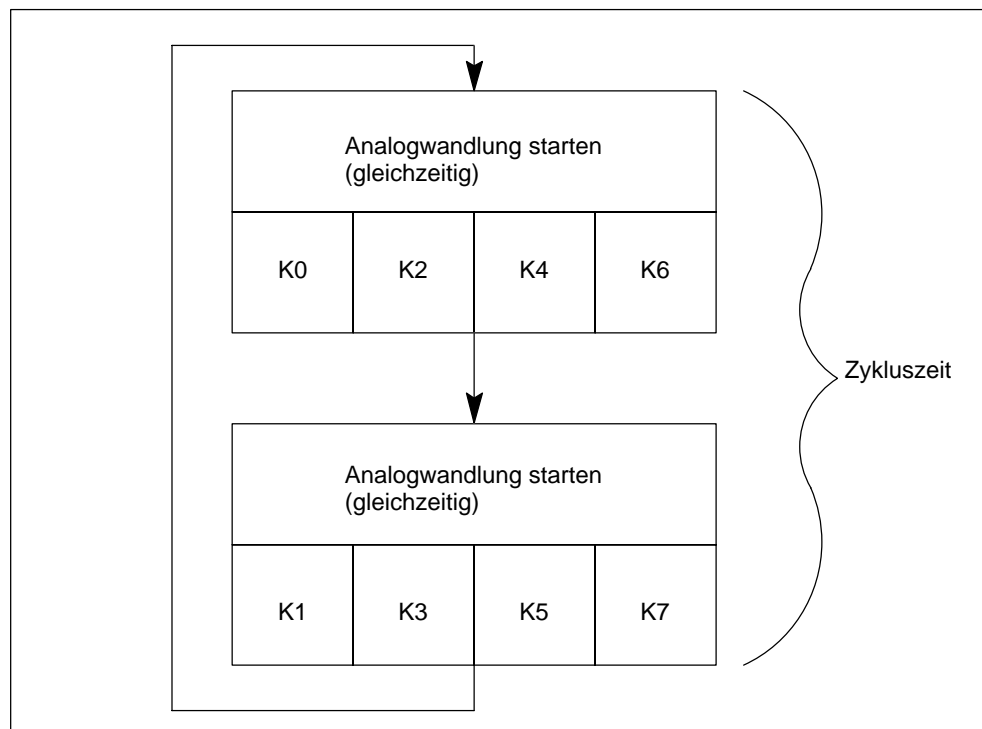 Analogwandlung starten
(gleichzeitig)
K0 K2 K4 K6
Zykluszeit
Analogwandlung starten
(gleichzeitig)
K1 K3 K5 K7